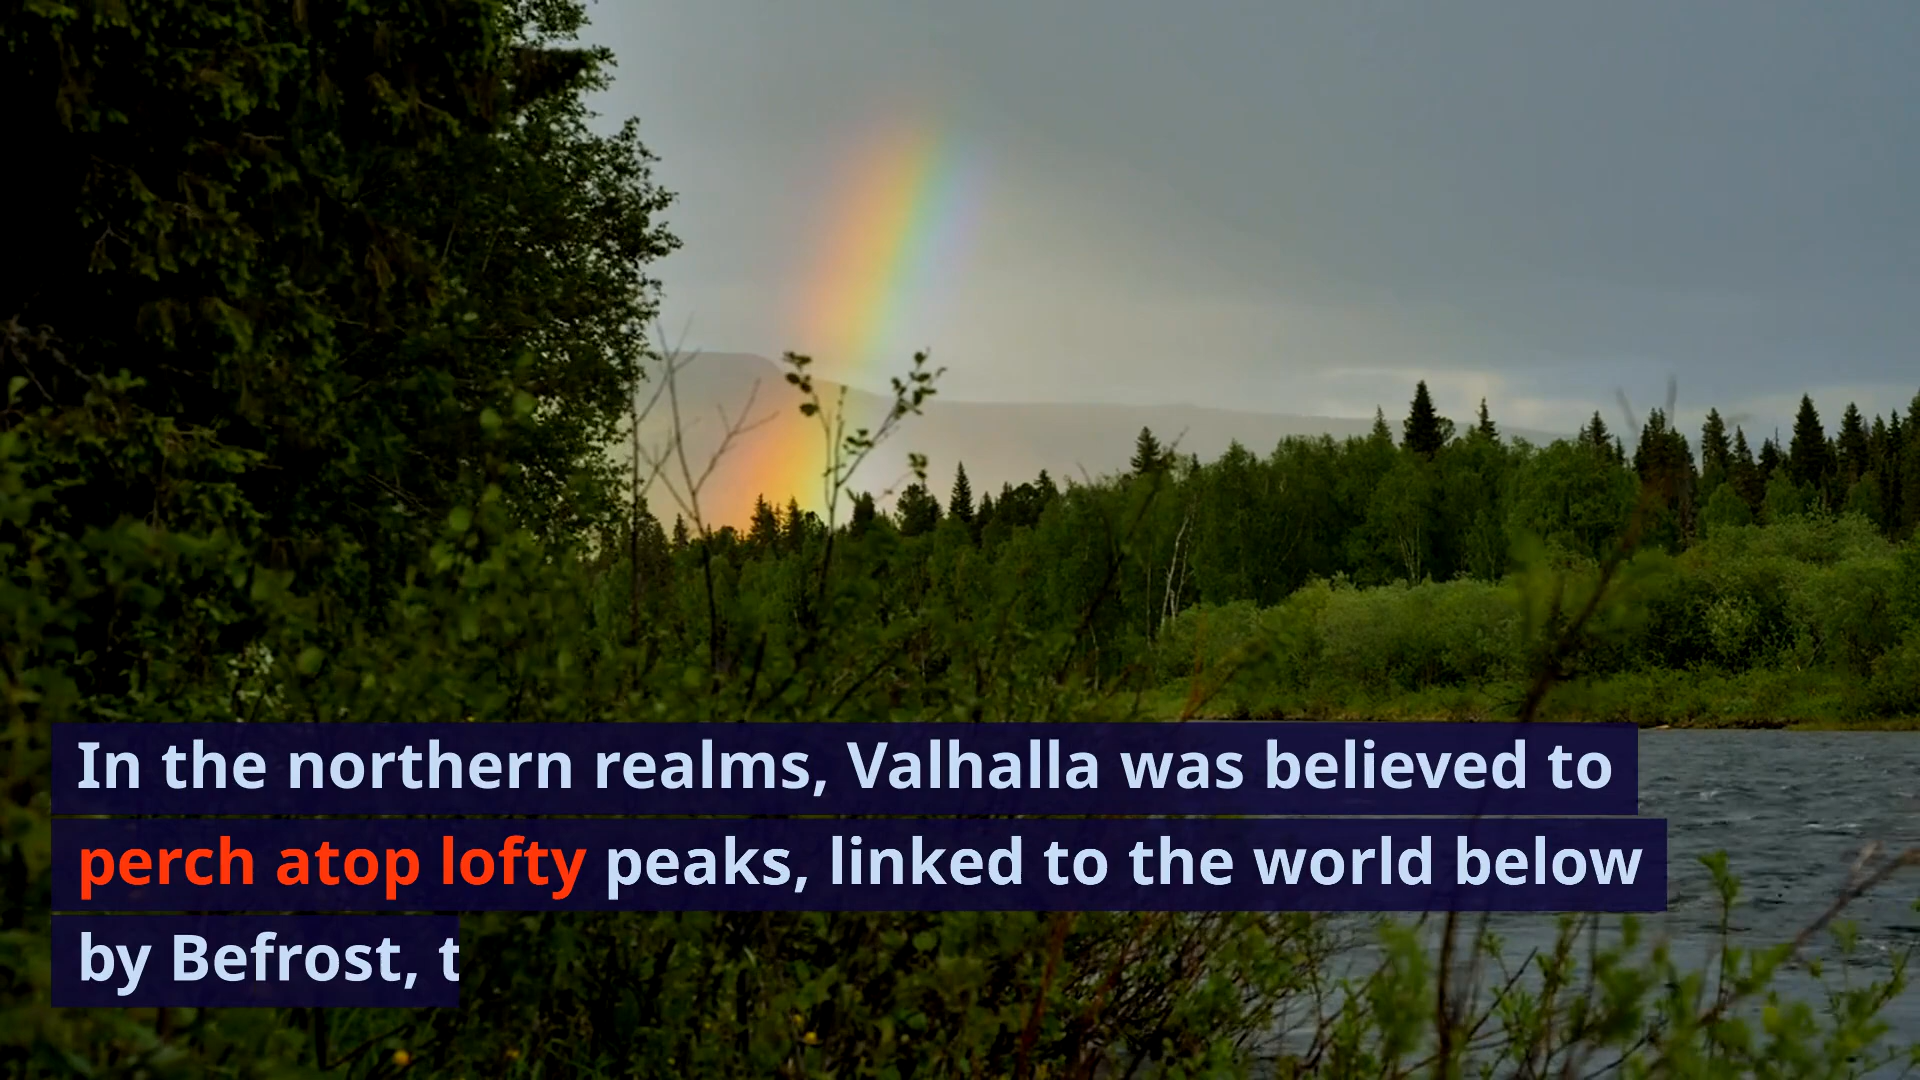 In the northern realms, Valhalla was believed to
perch atop lofty peaks, linked to the world below
by Befrost, t